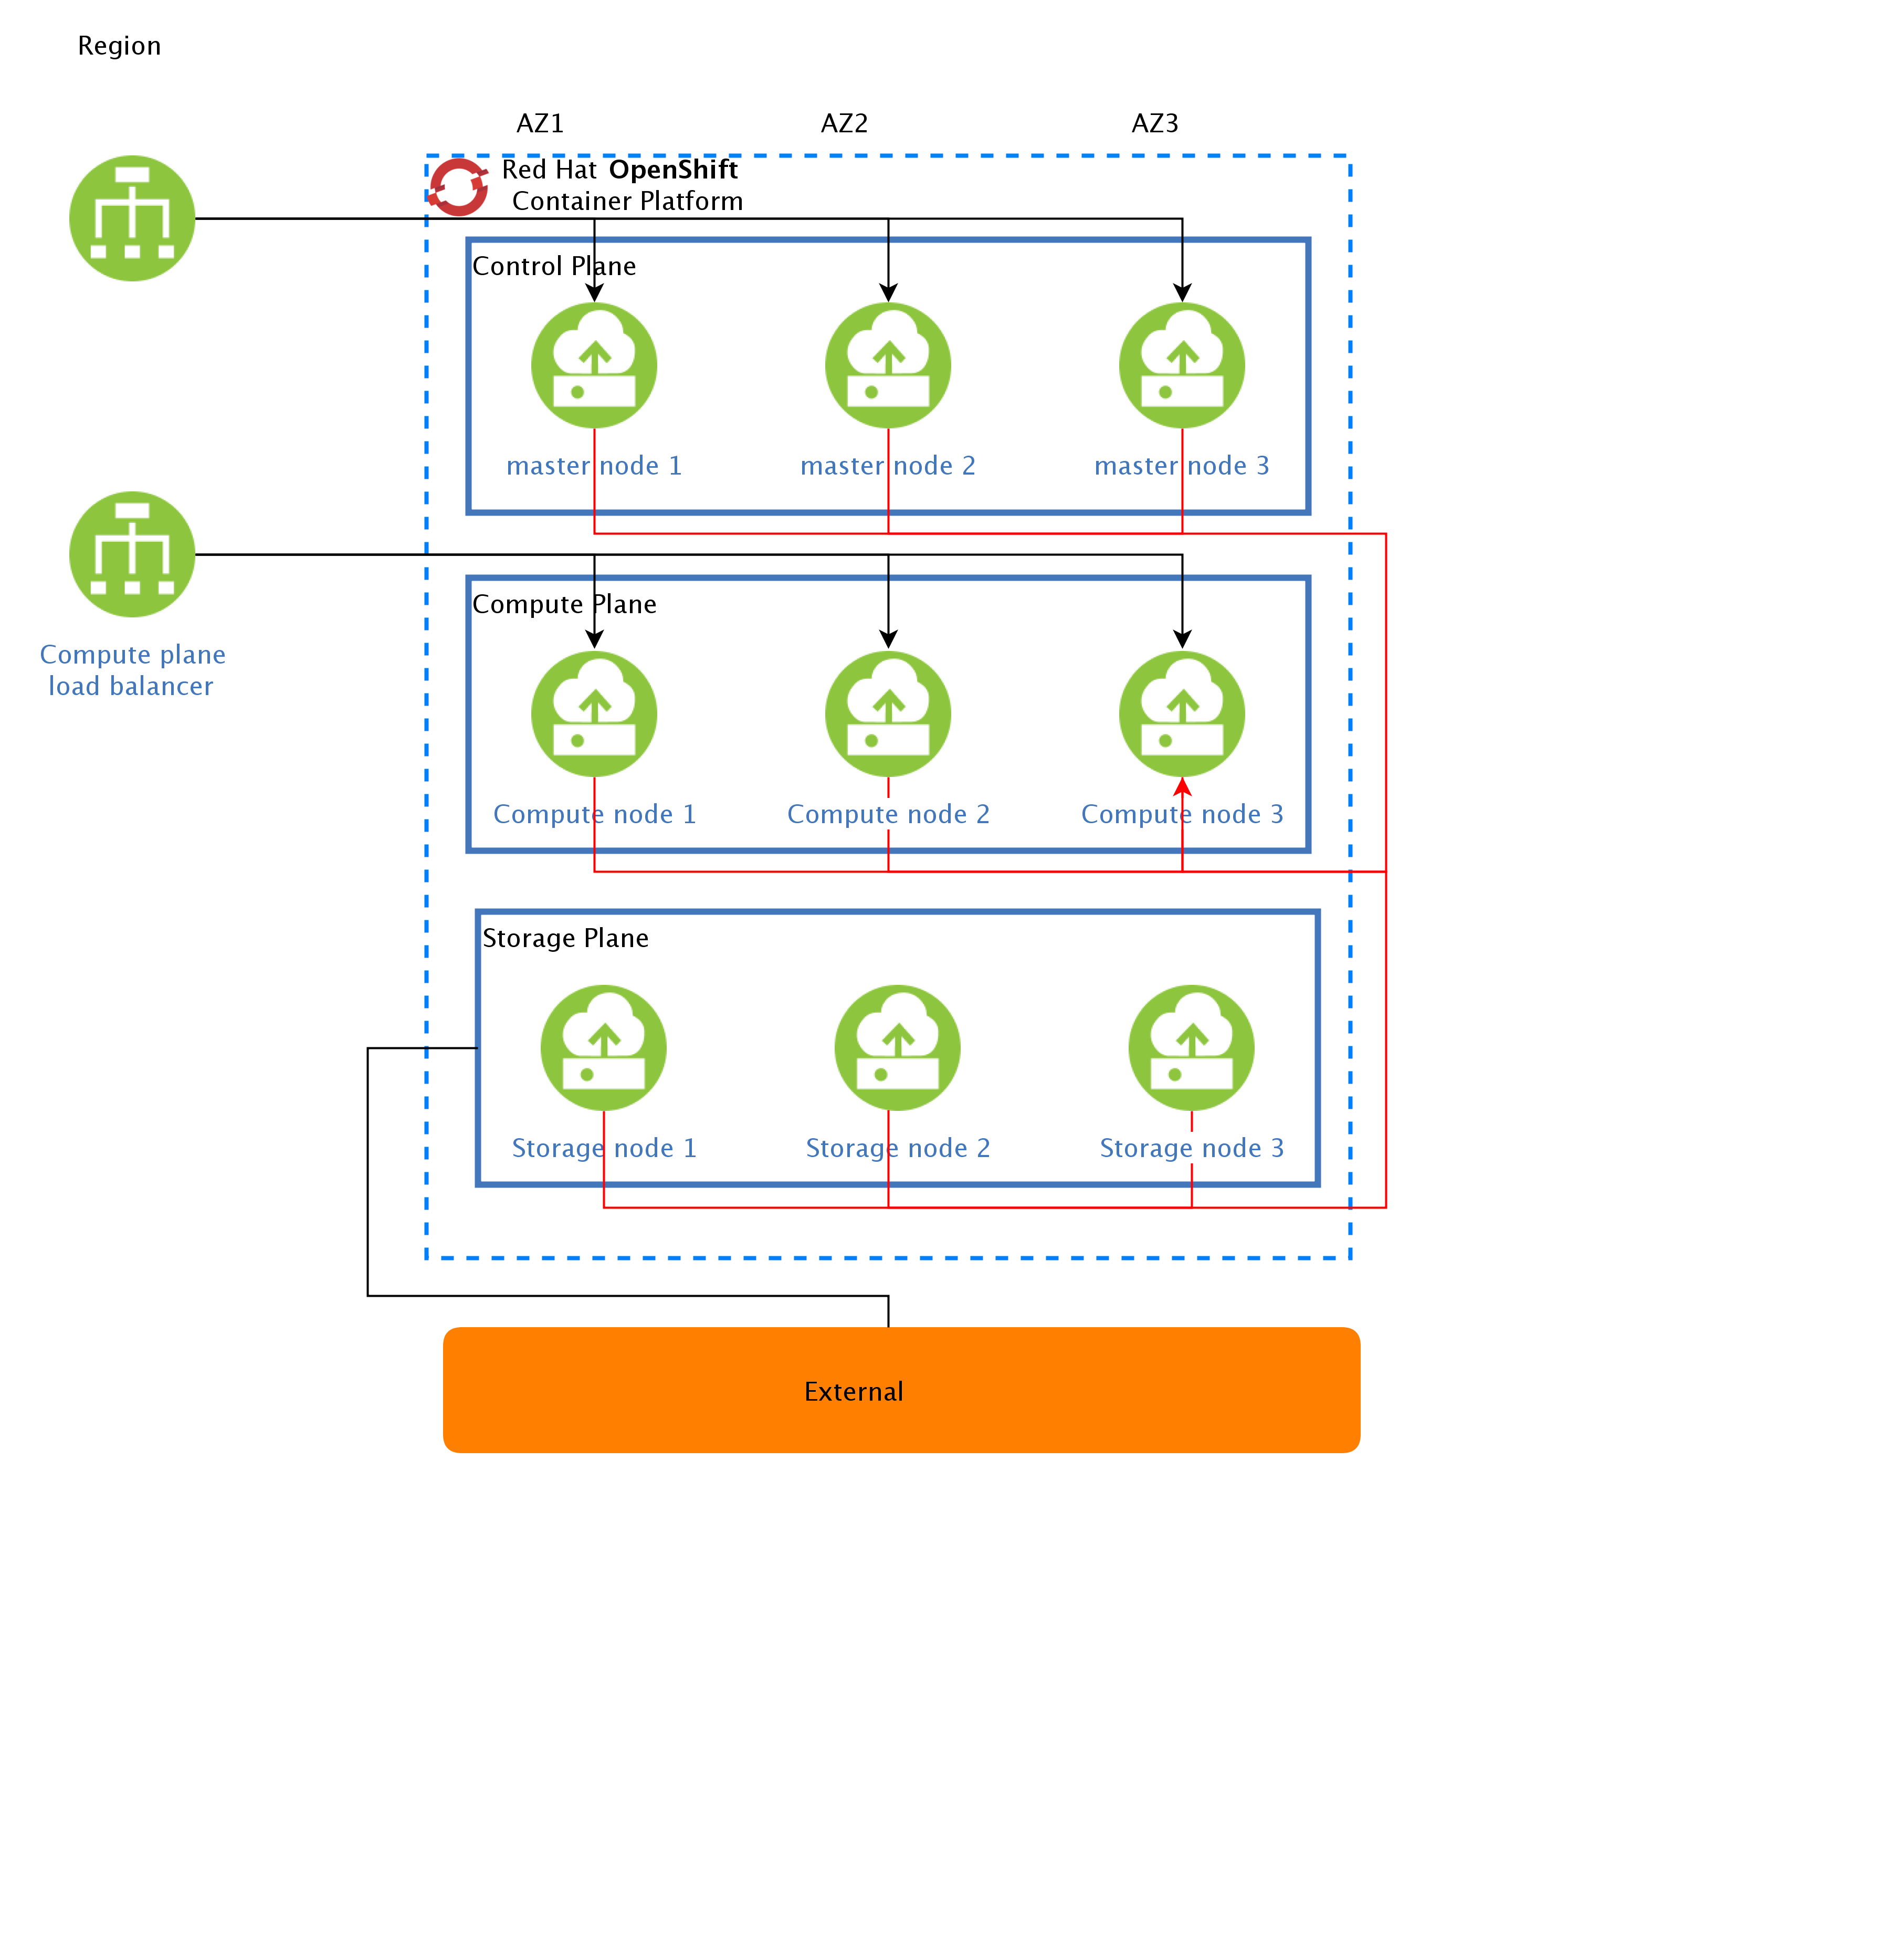 Region
AZ1
AZ2
AZ3
Red Hat OpenShift
Container Platform
Control Plane
master node 1
master node 2
master node 3
Compute Plane
Compute plane
load balancer
Compute node 1
Compute node 2
Compute node 3
Storage Plane
Storage node 1
Storage node 2
Storage node 3
External